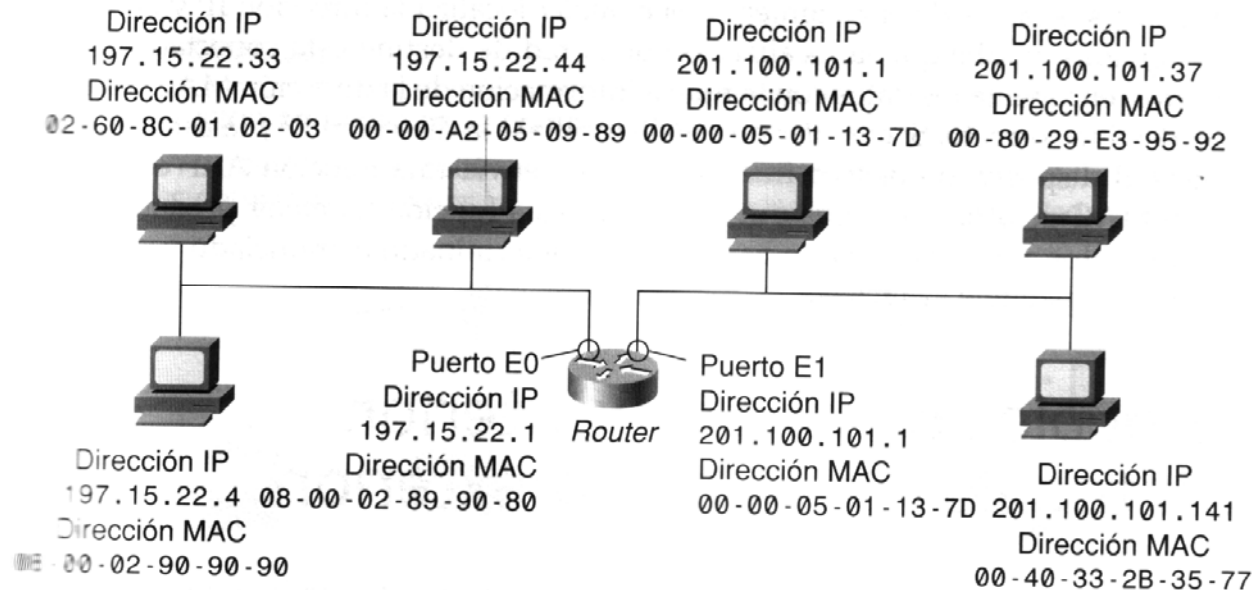 Dirección IP
197.15.22.33
Dirección MAC
02-60-8C-01-02-03
Dirección IP
197.15.22.44
Dirección MAC
00-00-A2-05-09-89
Dirección IP
201.100.101.1
Dirección MAC
00-00-05-01-13-7D
Dirección IP
201.100.101.37
Dirección MAC
00-80-29-E3-95-92
Puerto E0
Dirección IP
197.15.22.1
Dirección MAC
08-00-02-89-90-80
Router
Puerto E1
Dirección IP
201.100.101.1
Dirección MAC
00-00-05-01-13-7D
Dirección IP
197.15.22.4
Dirección MAC
-00-02-90-90-90
Dirección IP
201.100.101.141
Dirección MAC
00-40-33-2B-35-77